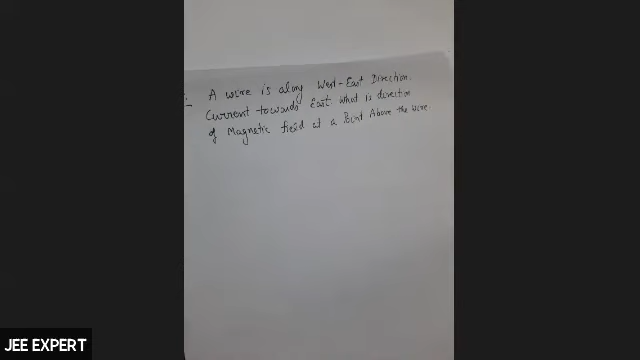 A wire is along West-East Direction.
Current towards East. What is direction
of Magnetic field at a Point Above the wire.
JEE EXPERT